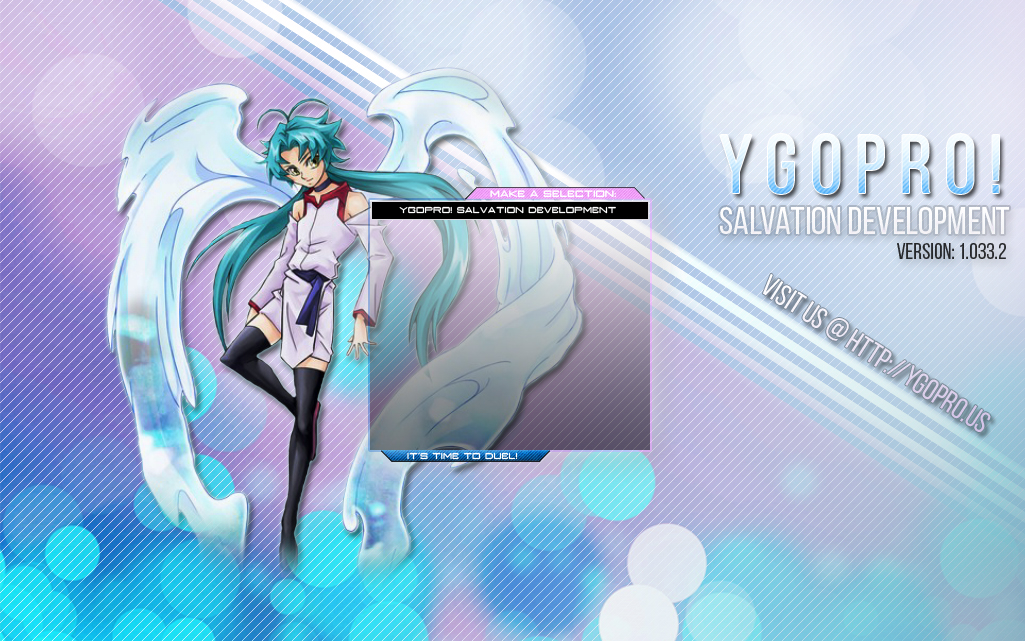 YGOPRO!
SALVATION DEVELOPMENT
VERSION: 1.033.2
MAKE A SELECTION:
YGOPRO! SALVATION DEVELOPMENT
VISIT US @ HTTP://YGOPRO.US
IT'S TIME TO DUEL!